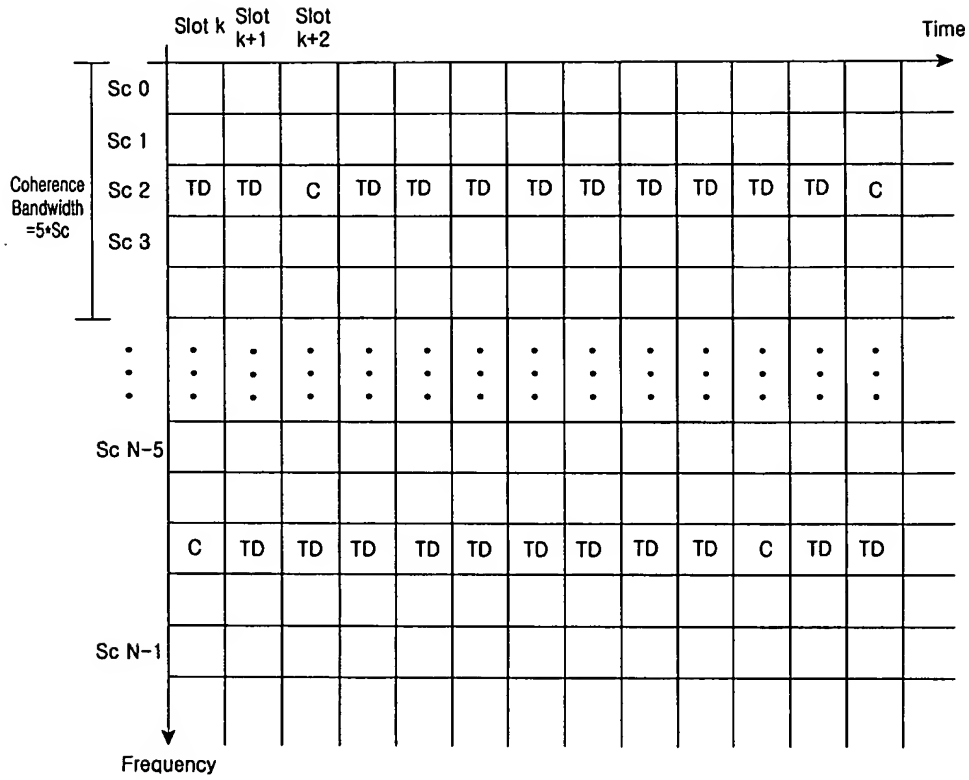 Slot k Slot k+1 Slot k+2 Time
Sc 0
Sc 1
Coherence Bandwidth =5*Sc
Sc 2 TD TD C TD TD TD TD TD TD TD TD TD C
Sc 3
Sc N-5
C TD TD TD TD TD TD TD TD TD C TD TD
Sc N-1
Frequency